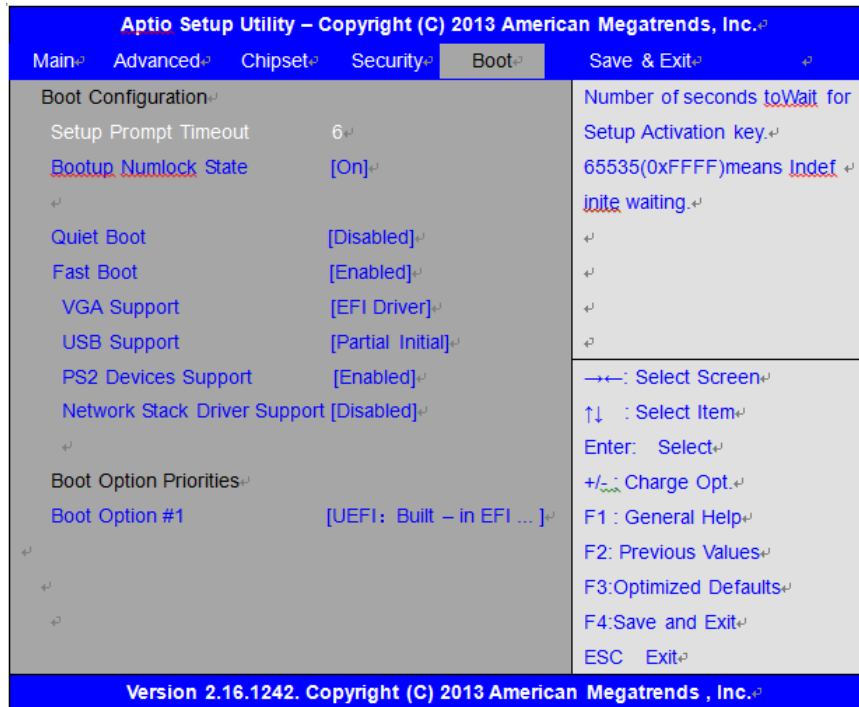 Aptio Setup Utility – Copyright (C) 2013 American Megatrends, Inc.
Main Advanced Chipset Security Boot Save & Exit
Boot Configuration
Setup Prompt Timeout 6
Bootup Numlock State [On]
Quiet Boot [Disabled]
Fast Boot [Enabled]
VGA Support [EFI Driver]
USB Support [Partial Initial]
PS2 Devices Support [Enabled]
Network Stack Driver Support [Disabled]
Boot Option Priorities
Boot Option #1 [UEFI：Built – in EFI ... ]
Number of seconds toWait for
Setup Activation key.
65535(0xFFFF)means Indef
inite waiting.
→←: Select Screen
↑↓ : Select Item
Enter: Select
+/- : Charge Opt.
F1 : General Help
F2: Previous Values
F3:Optimized Defaults
F4:Save and Exit
ESC Exit
Version 2.16.1242. Copyright (C) 2013 American Megatrends , Inc.